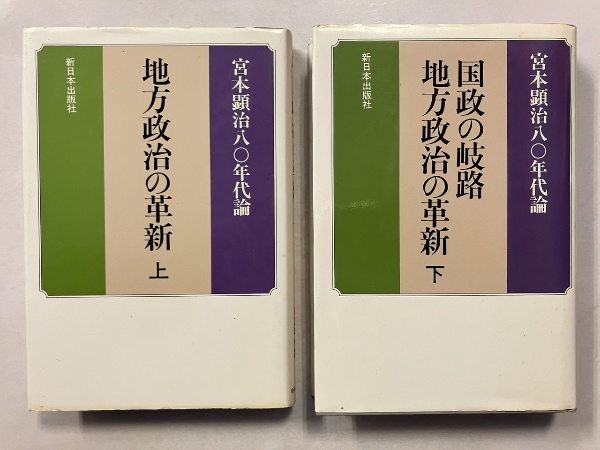 宮本顕治八〇年代論
地方政治の革新 上
新日本出版社
宮本顕治八〇年代論
国政の岐路
地方政治の革新 下
新日本出版社